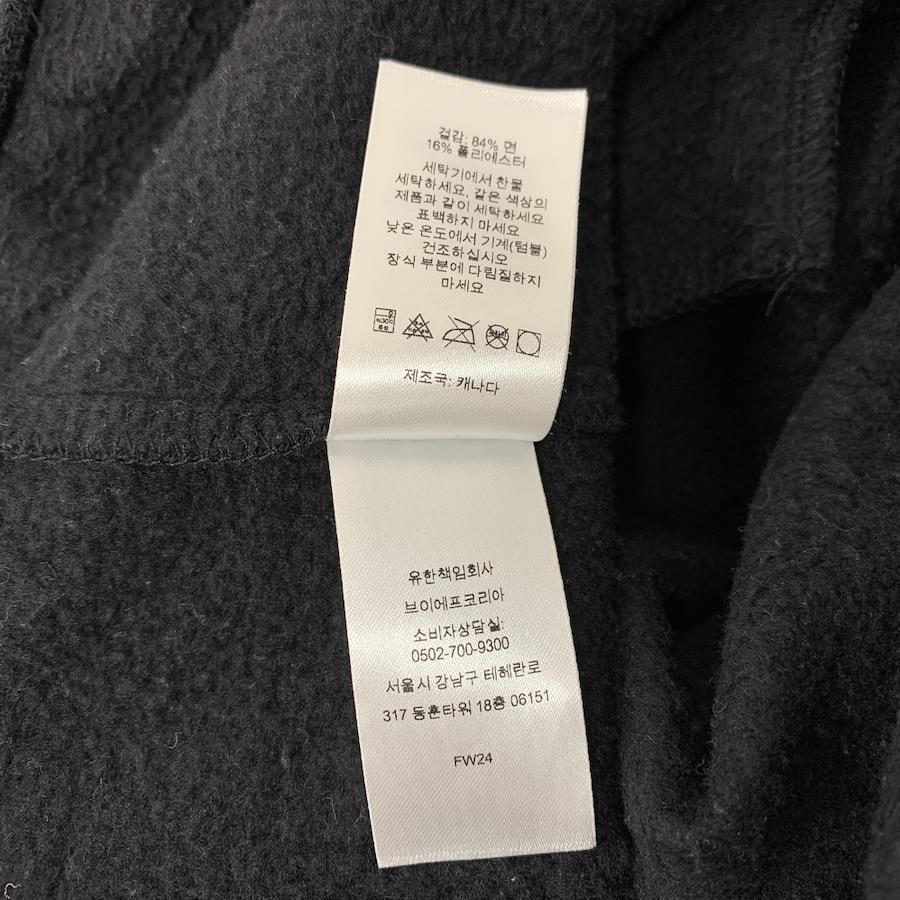 겉감: 84% 면
16% 폴리에스터
세탁기에서 찬물
세탁하세요, 같은 색상의
제품과 같이 세탁하세요
표백하지 마세요
낮은 온도에서 기계(텀블)
건조하십시오
장식 부분에 다림질하지
마세요
제조국: 캐나다
유한책임회사
브이에프코리아
소비자상담실:
0502-700-9300
서울시 강남구 테헤란로
317 동훈타워 18층 06151
FW24